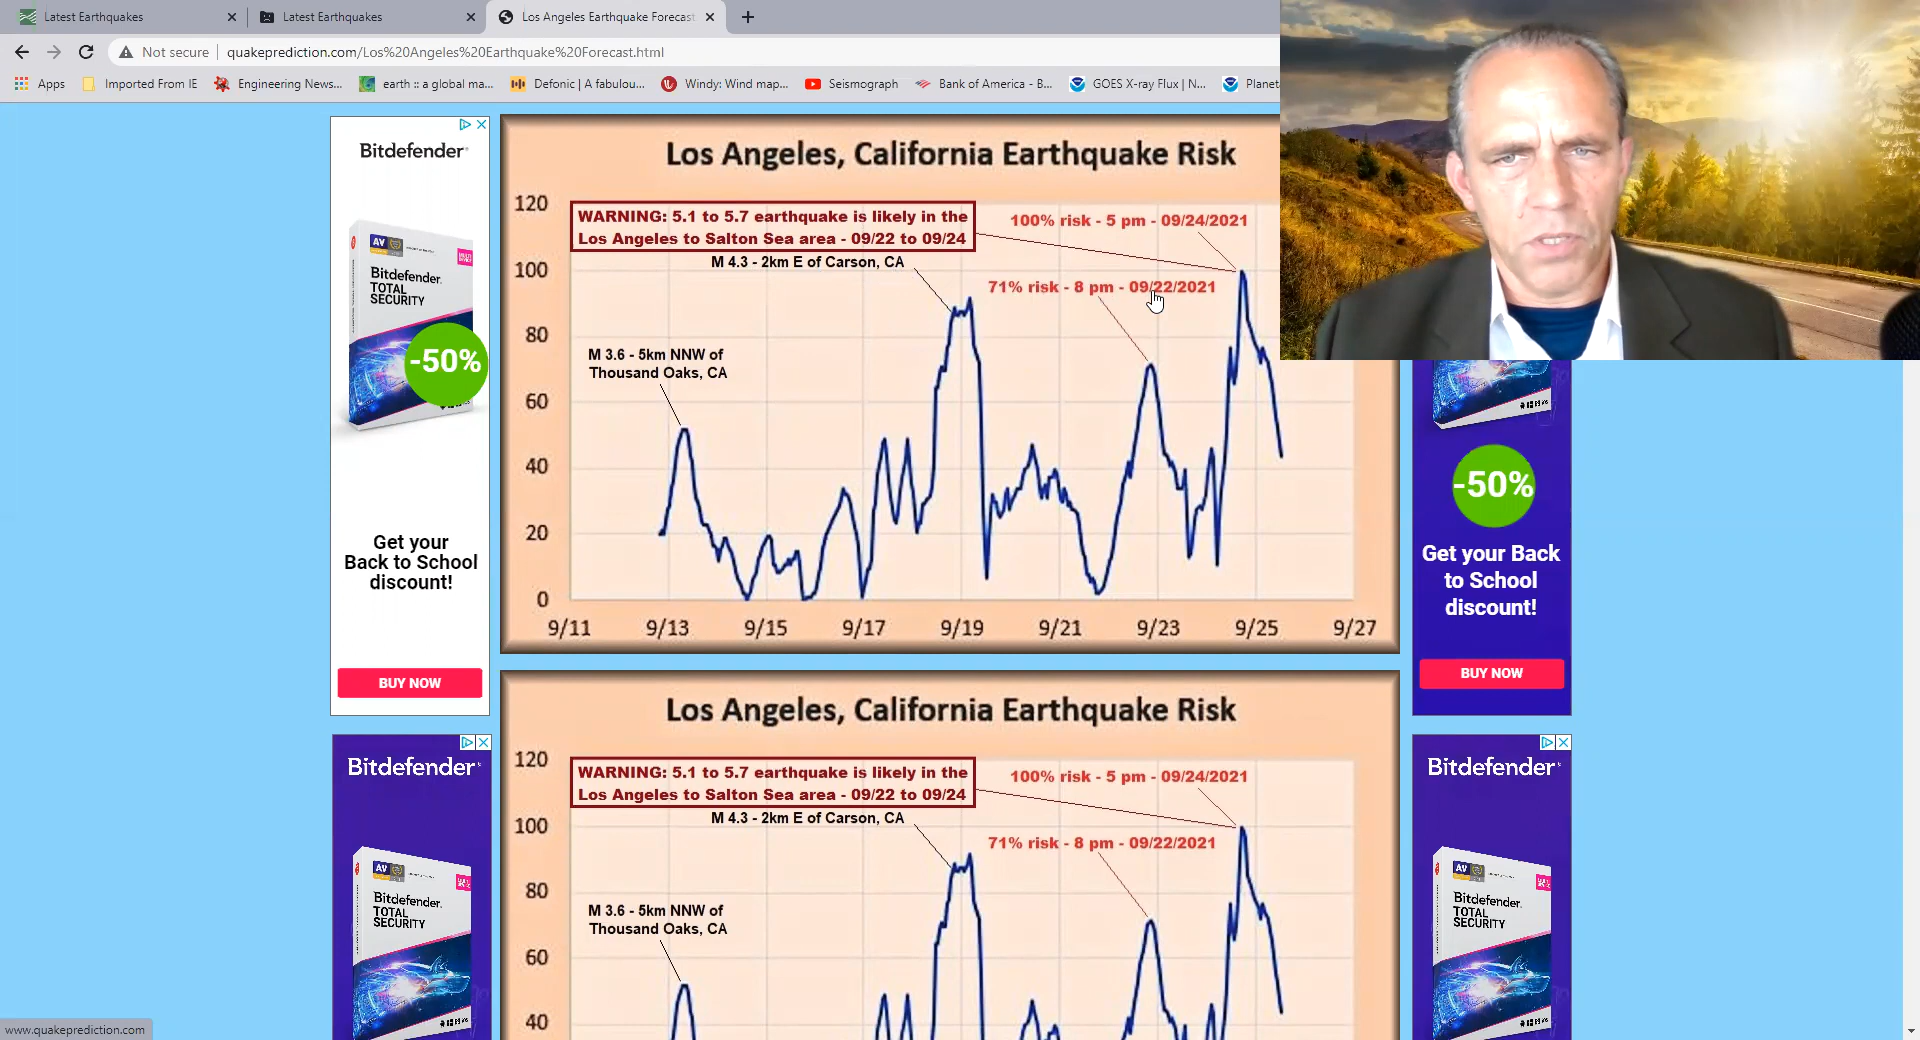 Latest Earthquakes
Latest Earthquakes
Los Angeles Earthquake Forecast
Not secure
quakeprediction.com/Los%20Angeles%20Earthquake%20Forecast.html
Apps
Imported From IE
Engineering News...
earth :: a global ma...
Defonic | A fabulou...
Windy: Wind map...
Seismograph
Bank of America - B...
GOES X-ray Flux | N...
Planet
Bitdefender
AV
Bitdefender.
TOTAL
SECURITY
-50%
Get your
Back to School
discount!
BUY NOW
Los Angeles, California Earthquake Risk
120
100
80
60
40
20
0
WARNING: 5.1 to 5.7 earthquake is likely in the
Los Angeles to Salton Sea area - 09/22 to 09/24
100% risk - 5 pm - 09/24/2021
M 4.3 - 2km E of Carson, CA
71% risk - 8 pm - 09/22/2021
M 3.6 - 5km NNW of
Thousand Oaks, CA
9/11
9/13
9/15
9/17
9/19
9/21
9/23
9/25
9/27
-50%
Get your Back
to School
discount!
BUY NOW
Bitdefender
AV
Bitdefender.
TOTAL
SECURITY
Los Angeles, California Earthquake Risk
120
100
80
60
40
WARNING: 5.1 to 5.7 earthquake is likely in the
Los Angeles to Salton Sea area - 09/22 to 09/24
100% risk - 5 pm - 09/24/2021
M 4.3 - 2km E of Carson, CA
71% risk - 8 pm - 09/22/2021
M 3.6 - 5km NNW of
Thousand Oaks, CA
Bitdefender
AV
Bitdefender.
TOTAL
SECURITY
www.quakeprediction.com